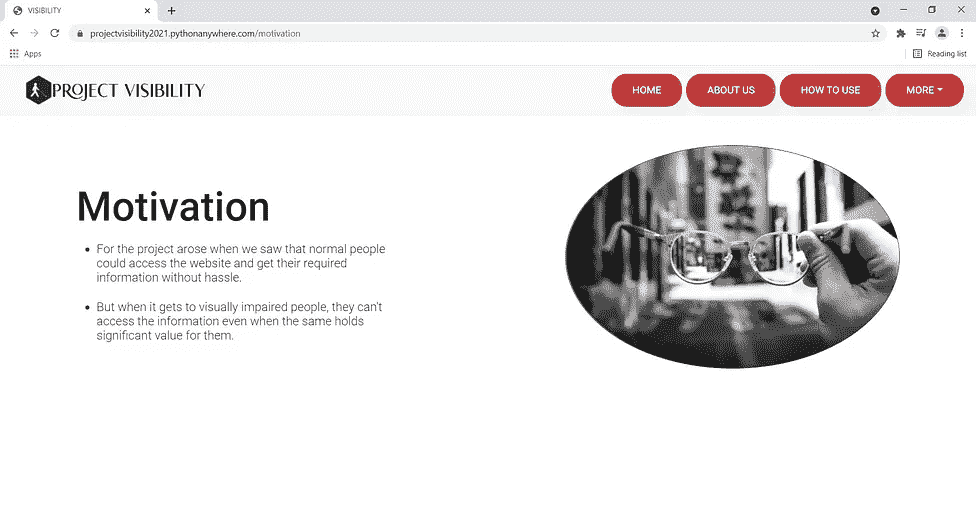 VISIBILITY
projectvisibility2021.pythonanywhere.com/motivation
Apps
Reading list
PROJECT VISIBILITY
HOME
ABOUT US
HOW TO USE
MORE
Motivation
• For the project arose when we saw that normal people
could access the website and get their required
information without hassle.
• But when it gets to visually impaired people, they can't
access the information even when the same holds
significant value for them.